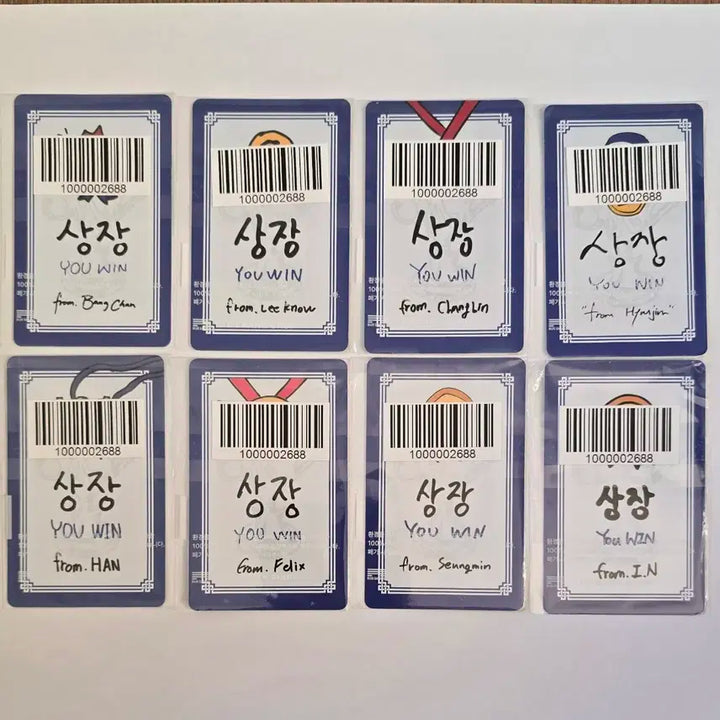 1000002688
상장
YOU WIN
from. Bang Chan
1000002688
상장
YOU WIN
from. Lee know
1000002688
상장
YOU WIN
from. Changbin
1000002688
상장
YOU WIN
"from Hyunjin"
1000002688
상장
YOU WIN
from. HAN
1000002688
상장
YOU WIN
from. Felix
1000002688
상장
YOU WIN
from. Seungmin
1000002688
상장
You WIN
from. I.N